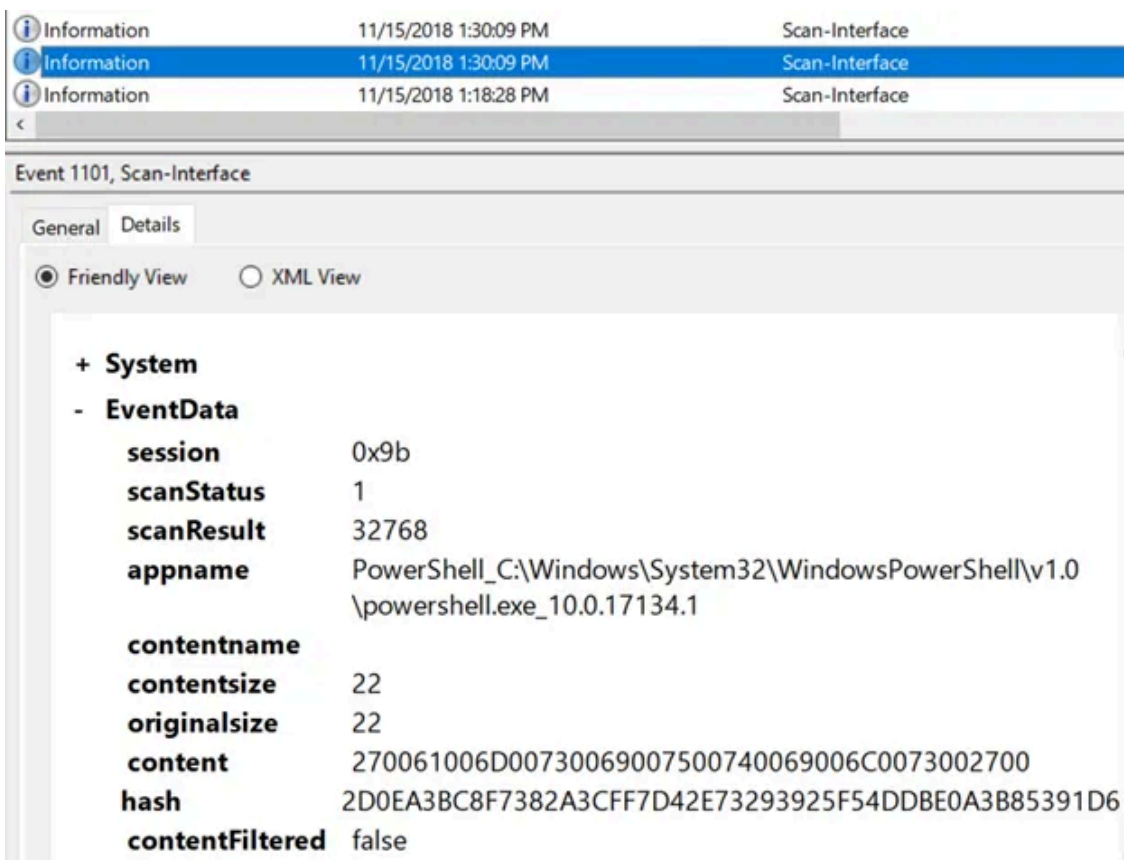 Information 11/15/2018 1:30:09 PM Scan-Interface
Information 11/15/2018 1:30:09 PM Scan-Interface
Information 11/15/2018 1:18:28 PM Scan-Interface
Event 1101, Scan-Interface
General Details
Friendly View XML View
+ System
- EventData
session 0x9b
scanStatus 1
scanResult 32768
appname PowerShell_C:\Windows\System32\WindowsPowerShell\v1.0
\powershell.exe_10.0.17134.1
contentname
contentsize 22
originalsize 22
content 270061006D00730069007500740069006C0073002700
hash 2D0EA3BC8F7382A3CFF7D42E73293925F54DDBE0A3B85391D6
contentFiltered false